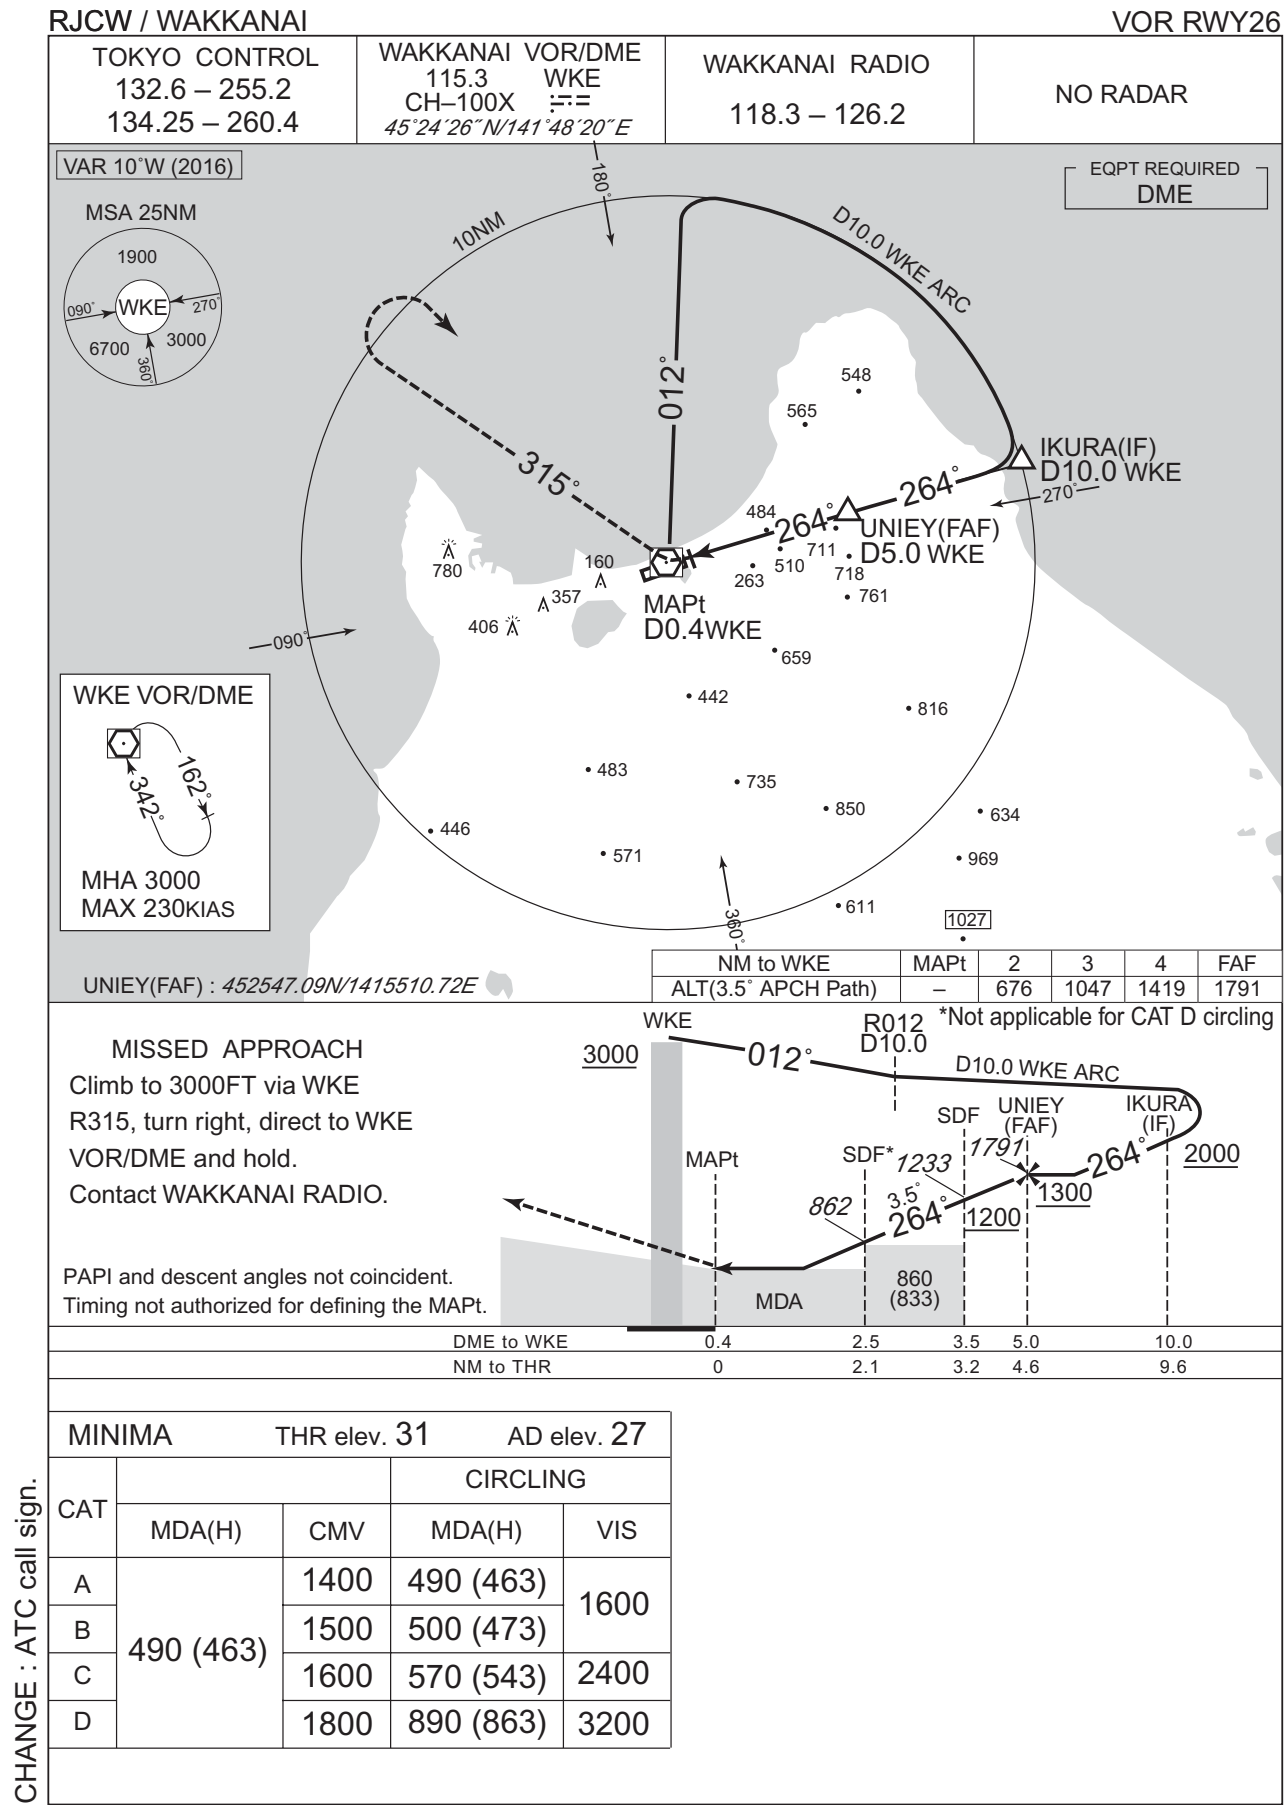 RJCW / WAKKANAI
VOR RWY26
TOKYO CONTROL
132.6 – 255.2
134.25 – 260.4
WAKKANAI VOR/DME
115.3 WKE
CH–100X
45°24´26˝N/141°48´20˝E
WAKKANAI RADIO
118.3 – 126.2
NO RADAR
VAR 10°W (2016)
EQPT REQUIRED
DME
MSA 25NM
1900
090°
WKE
270°
6700
3000
360°
180°
10NM
D10.0 WKE ARC
012°
315°
548
565
IKURA(IF)
D10.0 WKE
270°
264°
264°
484
UNIEY(FAF)
D5.0 WKE
711
510
718
263
761
780
160
357
406
MAPt
D0.4WKE
090°
659
442
816
483
735
850
634
446
571
969
611
1027
360°
WKE VOR/DME
162°
342°
MHA 3000
MAX 230KIAS
UNIEY(FAF) : 452547.09N/1415510.72E
NM to WKE MAPt 2 3 4 FAF
ALT(3.5° APCH Path) – 676 1047 1419 1791
*Not applicable for CAT D circling
MISSED APPROACH
Climb to 3000FT via WKE
R315, turn right, direct to WKE
VOR/DME and hold.
Contact WAKKANAI RADIO.
PAPI and descent angles not coincident.
Timing not authorized for defining the MAPt.
WKE
3000
012°
R012
D10.0
D10.0 WKE ARC
SDF
UNIEY
(FAF)
IKURA
(IF)
MAPt
SDF*
1233
1791
264°
2000
862
3.5°
264°
1300
1200
860
(833)
MDA
DME to WKE 0.4 2.5 3.5 5.0 10.0
NM to THR 0 2.1 3.2 4.6 9.6
MINIMA THR elev. 31 AD elev. 27
CAT
CIRCLING
MDA(H) CMV MDA(H) VIS
A 1400 490 (463)
1600
B 1500 500 (473)
490 (463)
C 1600 570 (543) 2400
D 1800 890 (863) 3200
CHANGE : ATC call sign.